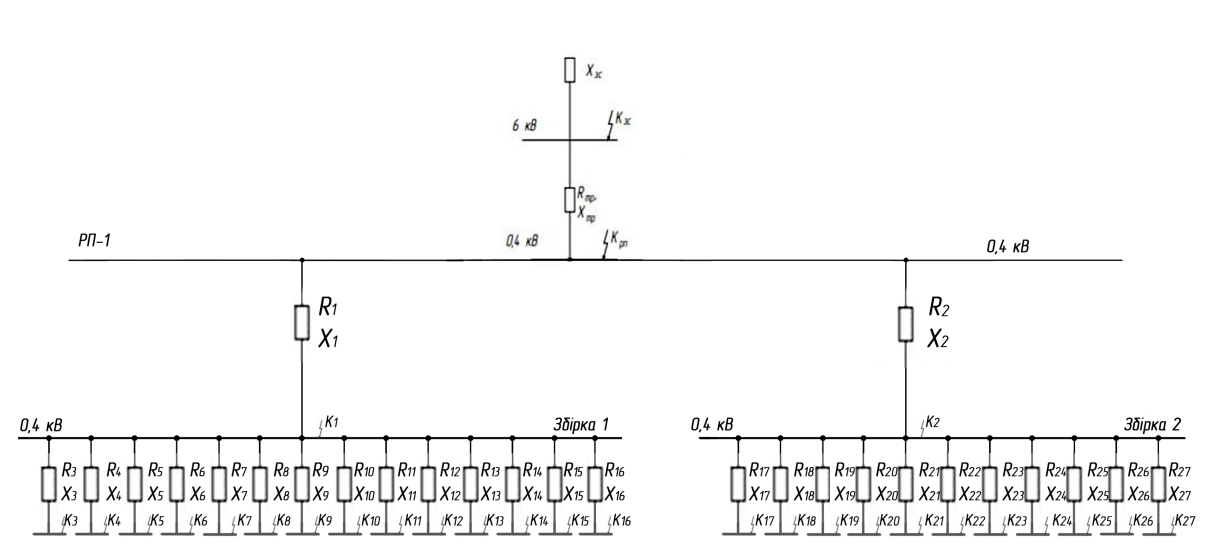 Xзс
6 кВ
Kзс
Rтр.
Xтр
РП-1
0,4 кВ
Kрп
0,4 кВ
R1
X1
R2
X2
0,4 кВ
K1
Збірка 1
0,4 кВ
K2
Збірка 2
R3 R4 R5 R6 R7 R8 R9 R10 R11 R12 R13 R14 R15 R16
X3 X4 X5 X6 X7 X8 X9 X10 X11 X12 X13 X14 X15 X16
K3 K4 K5 K6 K7 K8 K9 K10 K11 K12 K13 K14 K15 K16
R17 R18 R19 R20 R21 R22 R23 R24 R25 R26 R27
X17 X18 X19 X20 X21 X22 X23 X24 X25 X26 X27
K17 K18 K19 K20 K21 K22 K23 K24 K25 K26 K27